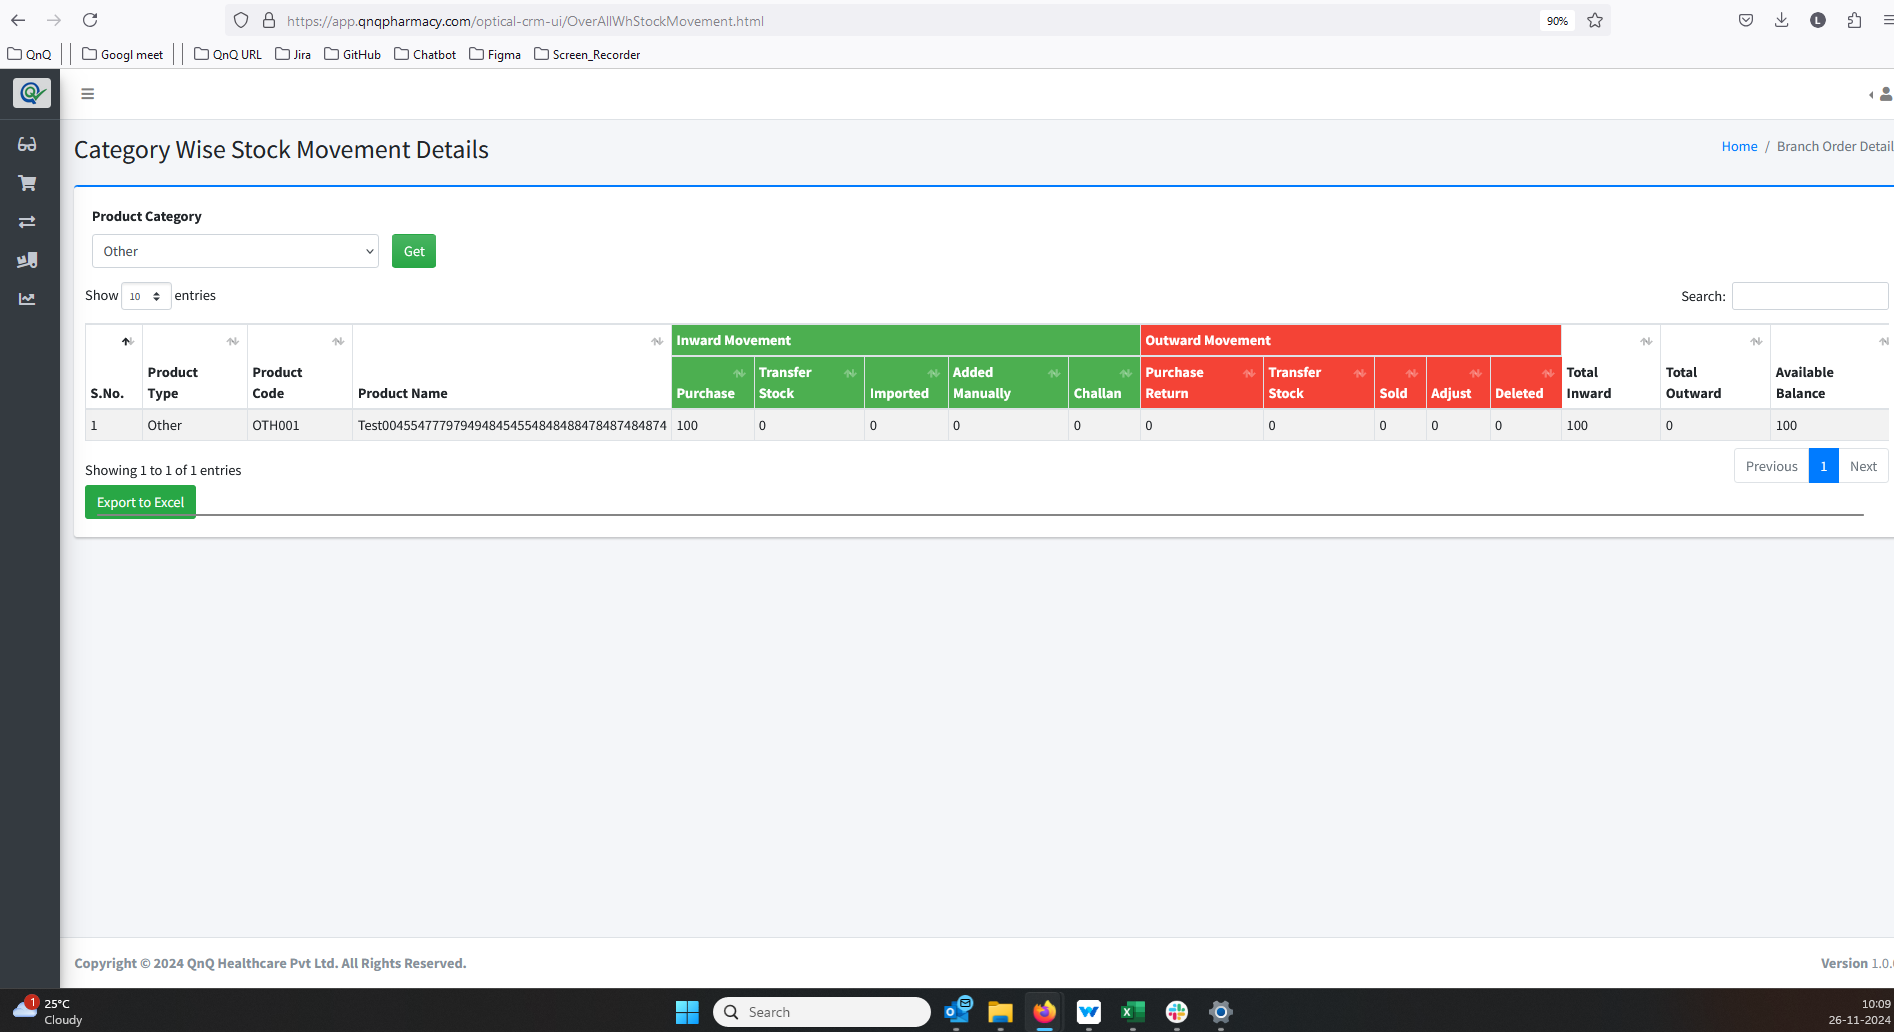 https://app.qnqpharmacy.com/optical-crm-ui/OverAllWhStockMovement.html
90%
L
QnQ
Googl meet
QnQ URL
Jira
GitHub
Chatbot
Figma
Screen_Recorder
Category Wise Stock Movement Details
Home / Branch Order Detail
Product Category
Other
Get
Show 10 entries
Search:
Inward Movement
Outward Movement
S.No.
Product Type
Product Code
Product Name
Purchase
Transfer Stock
Imported
Added Manually
Challan
Purchase Return
Transfer Stock
Sold
Adjust
Deleted
Total Inward
Total Outward
Available Balance
1 Other OTH001 Test00455477797949484545548484884784874848​74 100 0 0 0 0 0 0 0 0 0 100 0 100
Showing 1 to 1 of 1 entries
Previous 1 Next
Export to Excel
Copyright © 2024 QnQ Healthcare Pvt Ltd. All Rights Reserved.
Version 1.0.
1
25°C
Cloudy
Search
10:09
26-11-2024